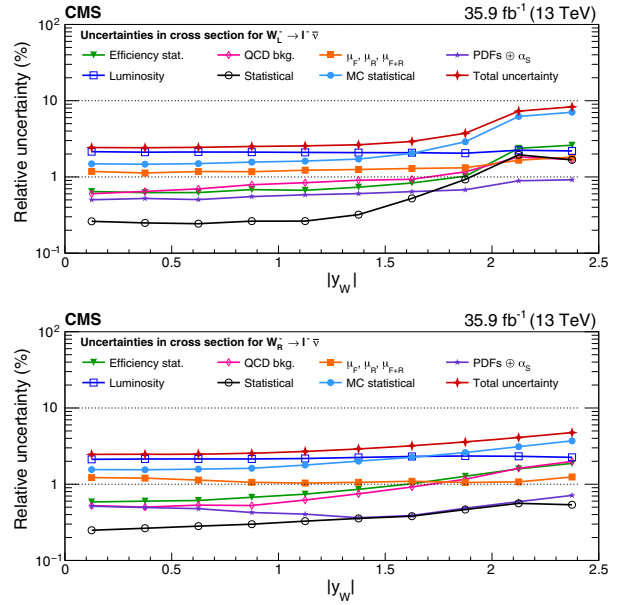 CMS 35.9 fb⁻¹ (13 TeV)
Uncertainties in cross section for W⁻_L → l⁻ ν̄
Efficiency stat. QCD bkg. μ_F, μ_R, μ_F+R PDFs ⊕ α_S
Luminosity Statistical MC statistical Total uncertainty
Relative uncertainty (%)
10²
10
1
10⁻¹
0 0.5 1 1.5 2 2.5
|y_W|
CMS 35.9 fb⁻¹ (13 TeV)
Uncertainties in cross section for W⁻_R → l⁻ ν̄
Efficiency stat. QCD bkg. μ_F, μ_R, μ_F+R PDFs ⊕ α_S
Luminosity Statistical MC statistical Total uncertainty
Relative uncertainty (%)
10²
10
1
10⁻¹
0 0.5 1 1.5 2 2.5
|y_W|